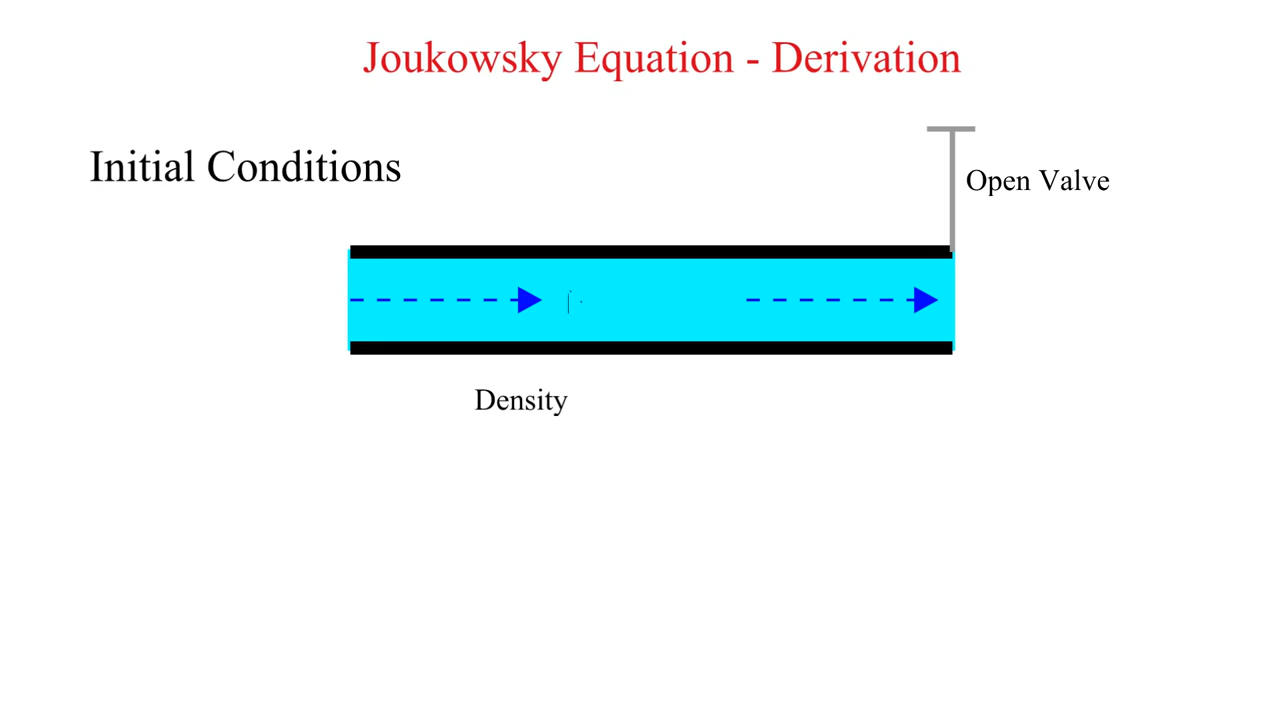 Joukowsky Equation - Derivation
Initial Conditions
Open Valve
Density